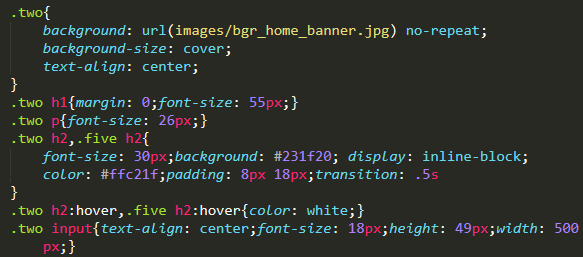 .two{
background: url(images/bgr_home_banner.jpg) no-repeat;
background-size: cover;
text-align: center;
}
.two h1{margin: 0;font-size: 55px;}
.two p{font-size: 26px;}
.two h2,.five h2{
font-size: 30px;background: #231f20; display: inline-block;
color: #ffc21f;padding: 8px 18px;transition: .5s
}
.two h2:hover,.five h2:hover{color: white;}
.two input{text-align: center;font-size: 18px;height: 49px;width: 500
px;}